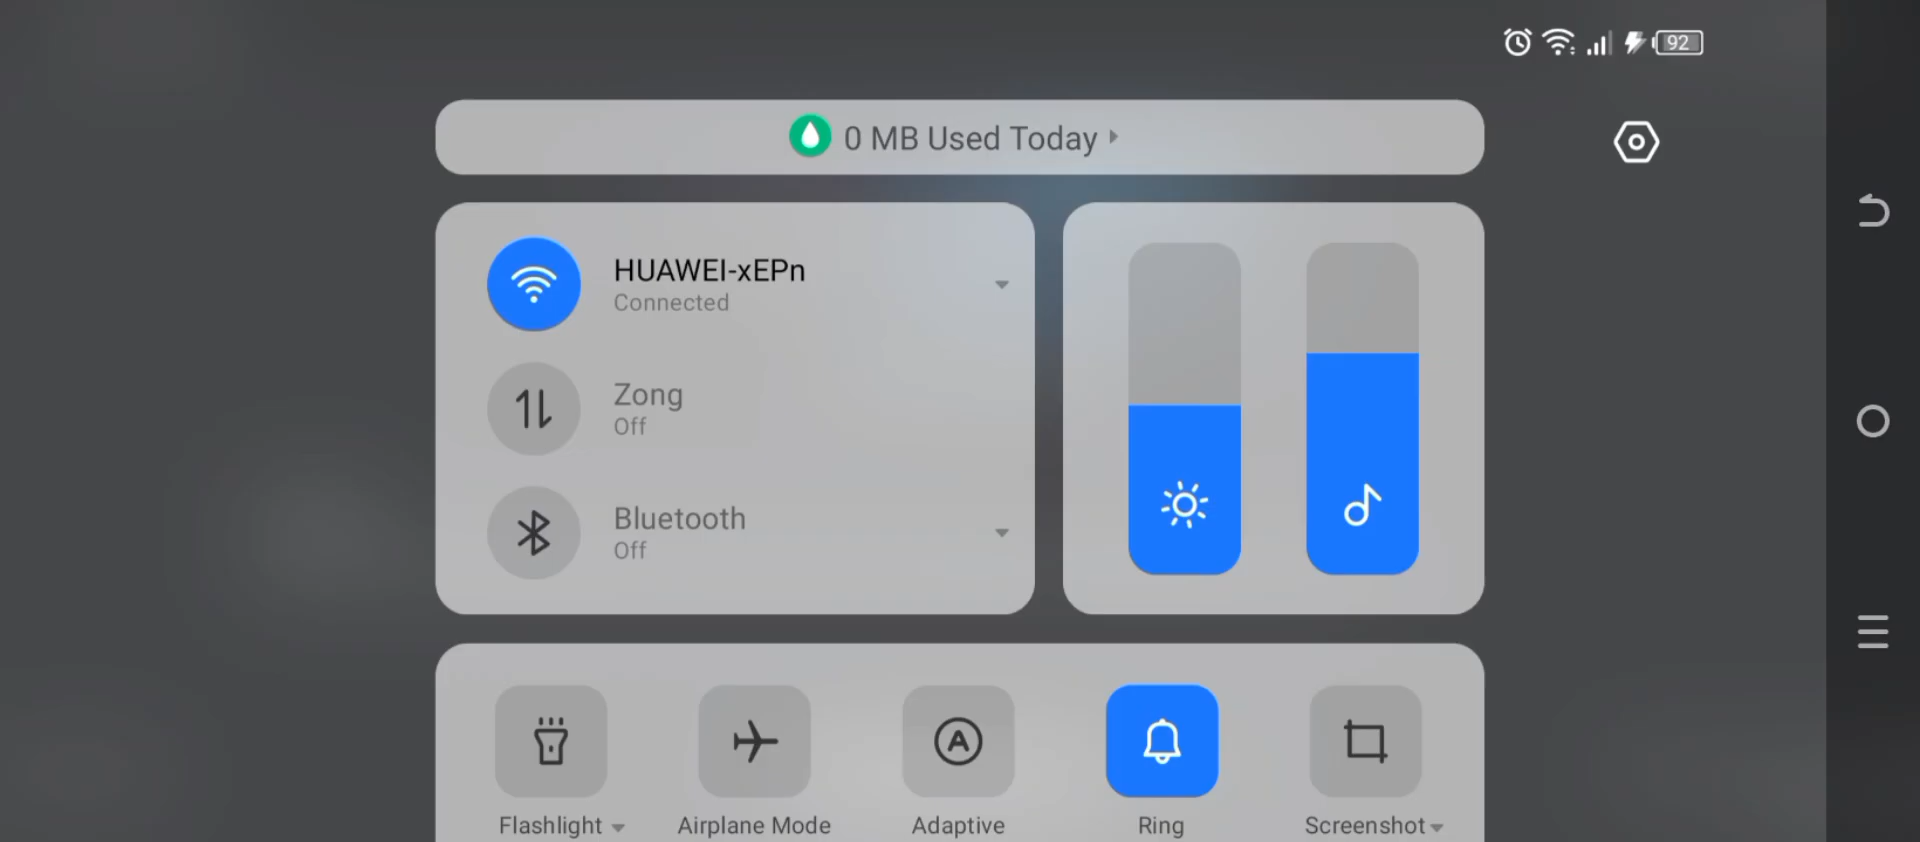 92
0 MB Used Today
HUAWEI-xEPn
Connected
Zong
Off
Bluetooth
Off
Flashlight
Airplane Mode
Adaptive
Ring
Screenshot